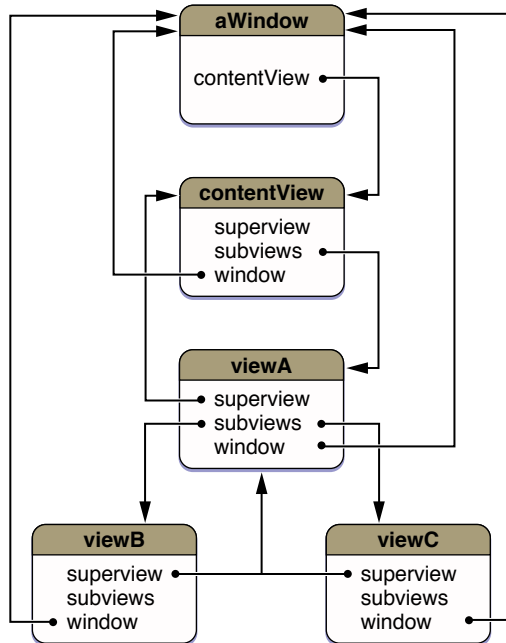 aWindow
contentView
contentView
superview
subviews
window
viewA
superview
subviews
window
viewB
superview
subviews
window
viewC
superview
subviews
window